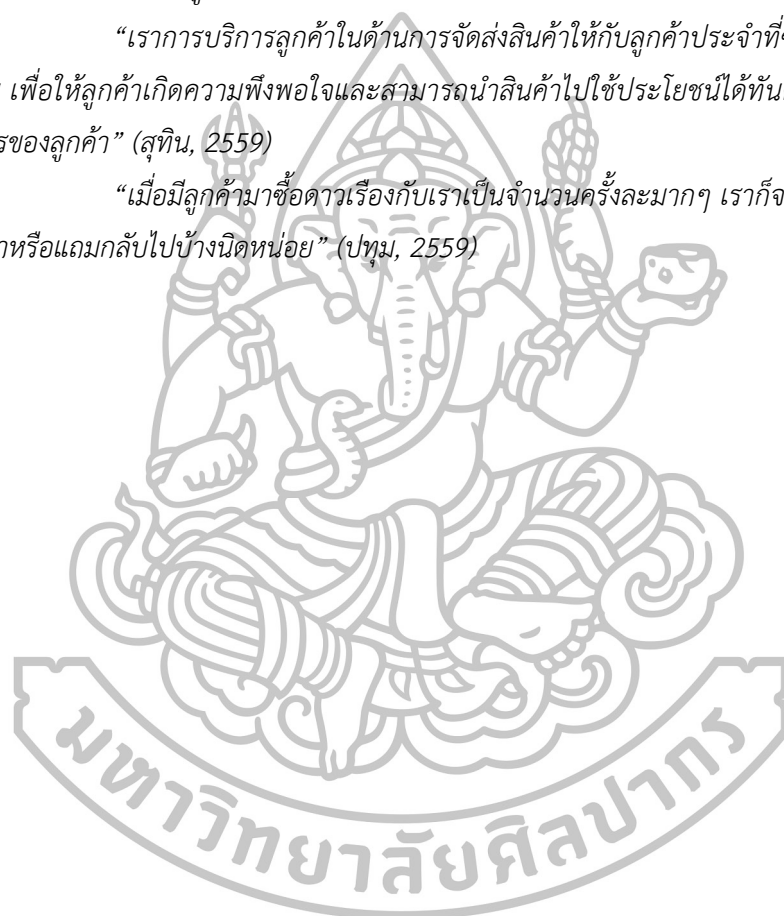 “เราการบริการลูกค้าในด้านการจัดส่งสินค้าให้กับลูกค้าประจำที่
เพื่อให้ลูกค้าเกิดความพึงพอใจและสามารถนำสินค้าไปใช้ประโยชน์ได้ทัน
รของลูกค้า” (สุทิน, 2559)
“เมื่อมีลูกค้ามาซื้อดาวเรืองกับเราเป็นจำนวนครั้งละมากๆ เราก็จ
าหรือแถมกลับไปบ้างนิดหน่อย” (ปทุม, 2559)
มหาวิทยาลัยศิลปากร